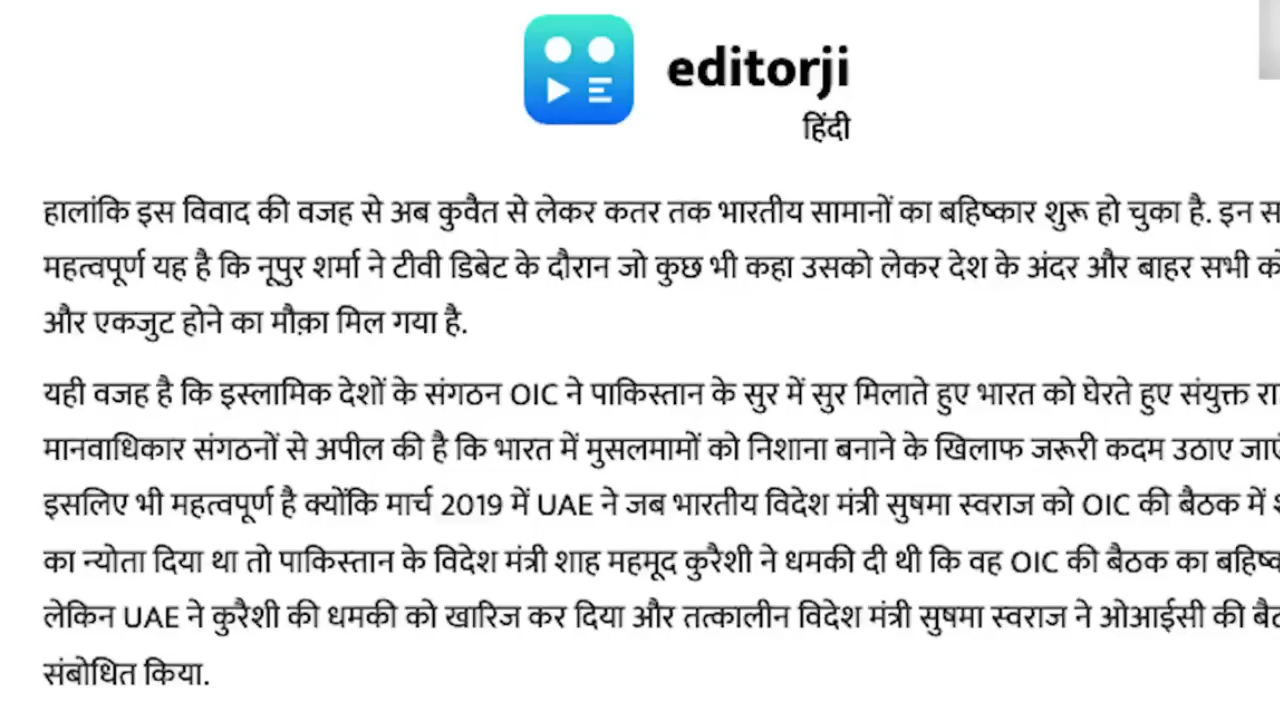 editorji
हिंदी
हालांकि इस विवाद की वजह से अब कुवैत से लेकर कतर तक भारतीय सामानों का बहिष्कार शुरू हो चुका है. इन
महत्वपूर्ण यह है कि नूपुर शर्मा ने टीवी डिबेट के दौरान जो कुछ भी कहा उसको लेकर देश के अंदर और बाहर सभी
और एकजुट होने का मौक़ा मिल गया है.
यही वजह है कि इस्लामिक देशों के संगठन OIC ने पाकिस्तान के सुर में सुर मिलाते हुए भारत को घेरते हुए संयुक्त
मानवाधिकार संगठनों से अपील की है कि भारत में मुसलमामों को निशाना बनाने के खिलाफ जरूरी कदम उठाए
इसलिए भी महत्वपूर्ण है क्योंकि मार्च 2019 में UAE ने जब भारतीय विदेश मंत्री सुषमा स्वराज को OIC की बैठक में
का न्योता दिया था तो पाकिस्तान के विदेश मंत्री शाह महमूद कुरैशी ने धमकी दी थी कि वह OIC की बैठक का
लेकिन UAE ने कुरैशी की धमकी को खारिज कर दिया और तत्कालीन विदेश मंत्री सुषमा स्वराज ने ओआईसी की
संबोधित किया.